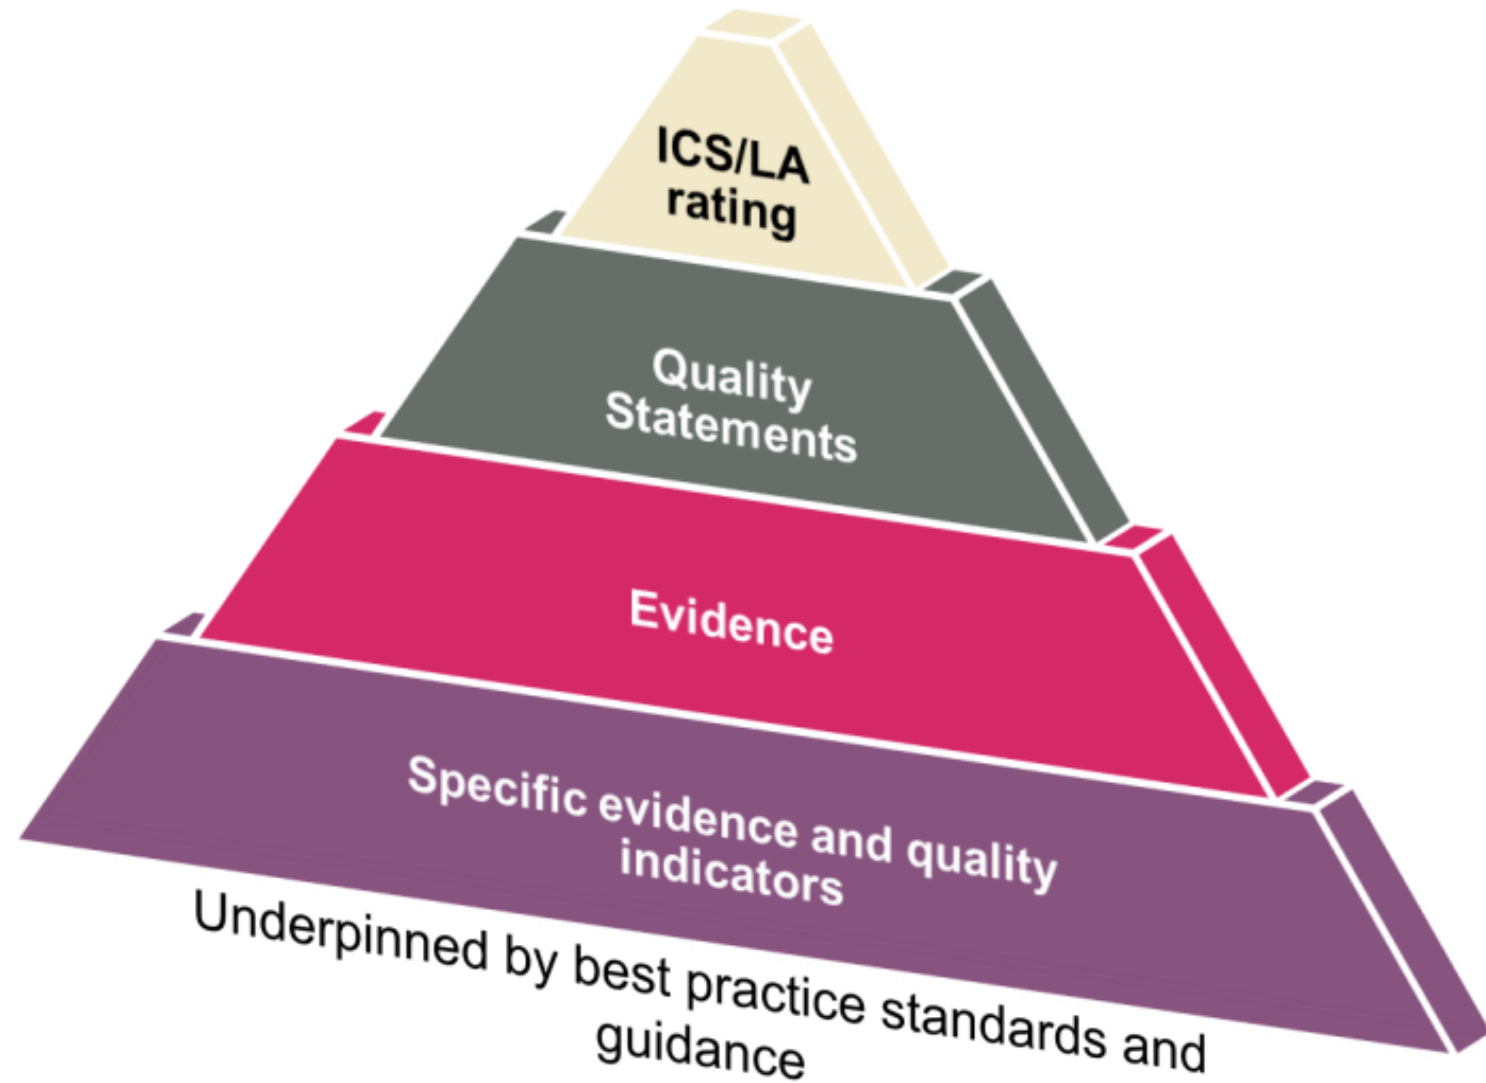 ICS/LA
rating
Quality
Statements
Evidence
Specific evidence and quality
indicators
Underpinned by best practice standards and
guidance